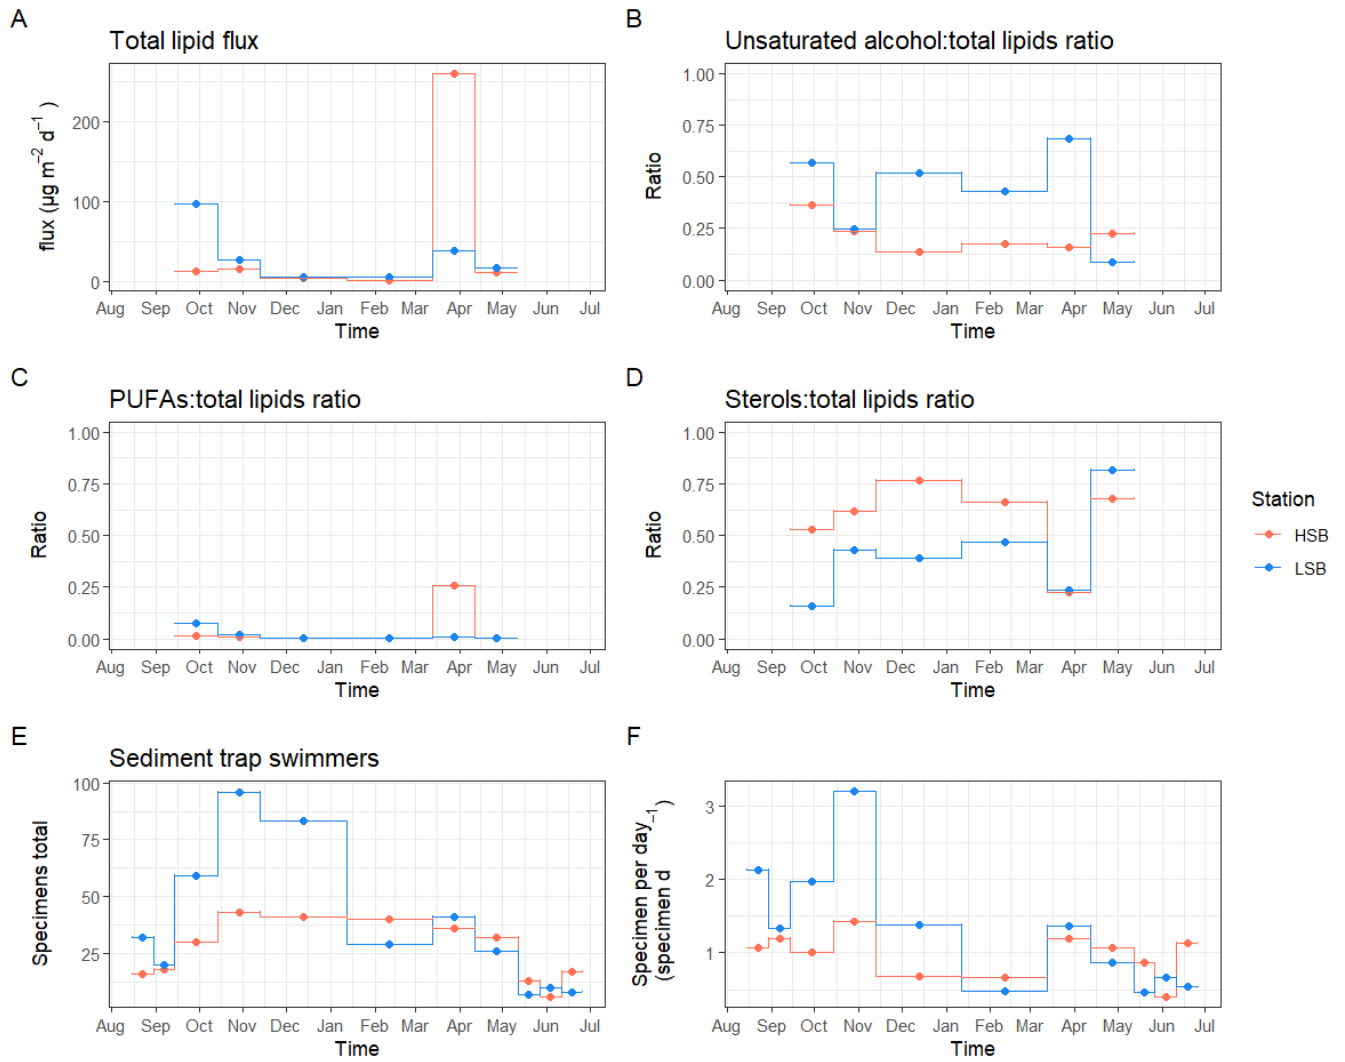 A
Total lipid flux
flux (µg m⁻² d⁻¹ )
200
100
0
Aug Sep Oct Nov Dec Jan Feb Mar Apr May Jun Jul
Time
B
Unsaturated alcohol:total lipids ratio
Ratio
1.00
0.75
0.50
0.25
0.00
Aug Sep Oct Nov Dec Jan Feb Mar Apr May Jun Jul
Time
C
PUFAs:total lipids ratio
Ratio
1.00
0.75
0.50
0.25
0.00
Aug Sep Oct Nov Dec Jan Feb Mar Apr May Jun Jul
Time
D
Sterols:total lipids ratio
Ratio
1.00
0.75
0.50
0.25
0.00
Aug Sep Oct Nov Dec Jan Feb Mar Apr May Jun Jul
Time
Station
HSB
LSB
E
Sediment trap swimmers
Specimens total
100
75
50
25
Aug Sep Oct Nov Dec Jan Feb Mar Apr May Jun Jul
Time
F
Specimen per day₋₁
(specimen d )
3
2
1
Aug Sep Oct Nov Dec Jan Feb Mar Apr May Jun Jul
Time